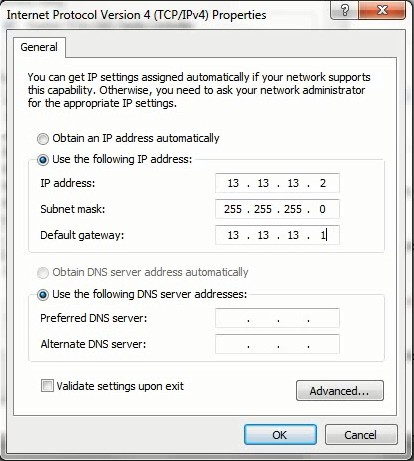 Internet Protocol Version 4 (TCP/IPv4) Properties
General
You can get IP settings assigned automatically if your network supports
this capability. Otherwise, you need to ask your network administrator
for the appropriate IP settings.
Obtain an IP address automatically
Use the following IP address:
IP address: 13 . 13 . 13 . 2
Subnet mask: 255 . 255 . 255 . 0
Default gateway: 13 . 13 . 13 . 1
Obtain DNS server address automatically
Use the following DNS server addresses:
Preferred DNS server: . . .
Alternate DNS server: . . .
Validate settings upon exit
Advanced...
OK Cancel